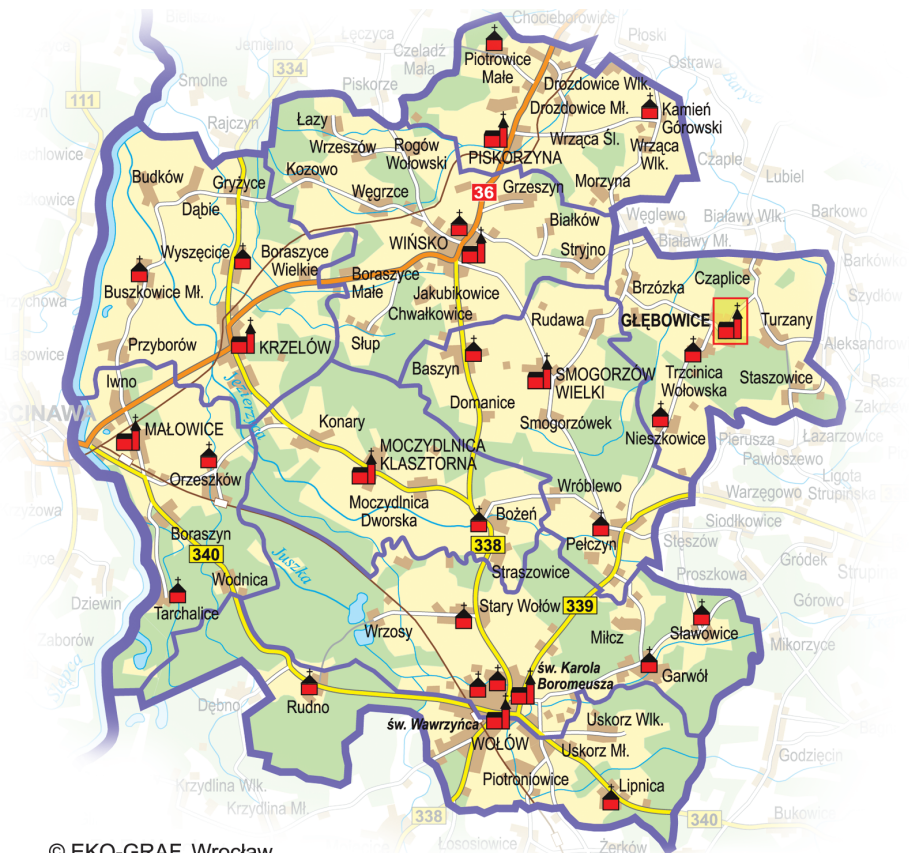 Chocieborowice
Łęczyca
Płoski
Jemielno
Czeladź
Mała
Piotrowice
Małe
Ostrawa
334
Smolne
Piskorze
Drozdowice Wlk.
111
Drozdowice Mł.
Kamień
Górowski
Rajczyn
Łazy
Wrzeszów
Rogów
Wołowski
Wrząca Śl.
Wrząca
Wlk.
PISKORZYNA
Czaple
Kozowo
Budków
Gryżyce
Węgrzce
36
Grzeszyn
Morzyna
Lubiel
Dąbie
Białków
Węglewo
Białawy Wlk.
Barkowo
WIŃSKO
Stryjno
Białawy Mł.
Wyszęcice
Boraszyce
Wielkie
Boraszyce
Małe
Czaplice
Buszkowice Mł.
Jakubikowice
Brzózka
Chwałkowice
Rudawa
GŁĘBOWICE
Turzany
Przyborów
KRZELÓW
Słup
Baszyn
Trzcinica
Wołowska
Iwno
SMOGORZÓW
WIELKI
Staszowice
Jezierzyca
Domanice
MAŁOWICE
Konary
Smogorzówek
Nieszkowice
MOCZYDLNICA
KLASZTORNA
Pierusza
Łazarzowice
Pawłoszewo
Orzeszków
Wróblewo
Warzęgowo
Ligota
Strupińska
Moczydlnica
Dworska
Bożeń
Siodłkowice
Boraszyn
Pełczyn
Stęszów
340
338
Juszka
Gródek
Straszowice
Proszkowa
Wodnica
Dziewin
Tarchalice
Stary Wołów
339
Górowo
Wrzosy
Miłcz
Sławowice
Mikorzyce
Zaborów
św. Karola
Boromeusza
Garwół
Dębno
Rudno
św. Wawrzyńca
Uskorz Wlk.
WOŁÓW
Uskorz Mł.
Godzięcin
Krzydlina Wlk.
Piotroniowice
Lipnica
Krzydlina Mł.
338
340
Łososiowice
Żerków
© EKO-GRAF, Wrocław